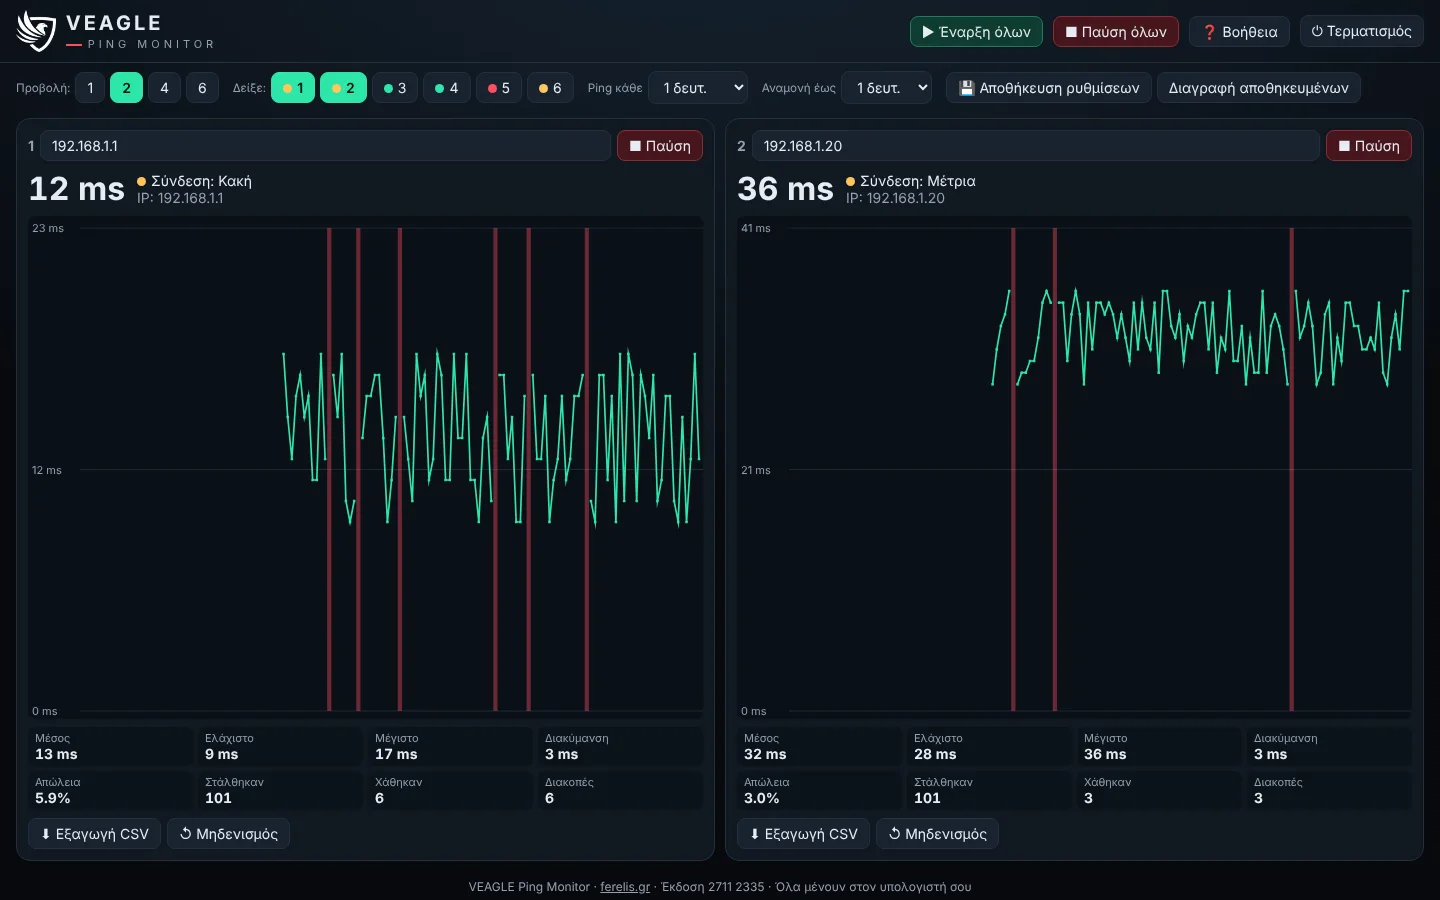 VEAGLE
PING MONITOR
▶ Έναρξη όλων
■ Παύση όλων
❓ Βοήθεια
⏻ Τερματισμός
Προβολή: 1 2 4 6 Δείξε: 1 2 3 4 5 6 Ping κάθε 1 δευτ. Αναμονή έως 1 δευτ. 💾 Αποθήκευση ρυθμίσεων Διαγραφή αποθηκευμένων
1 192.168.1.1 ■ Παύση
12 ms
Σύνδεση: Κακή
IP: 192.168.1.1
23 ms
12 ms
0 ms
Μέσος Ελάχιστο Μέγιστο Διακύμανση
13 ms 9 ms 17 ms 3 ms
Απώλεια Στάλθηκαν Χάθηκαν Διακοπές
5.9% 101 6 6
⬇ Εξαγωγή CSV ↺ Μηδενισμός
2 192.168.1.20 ■ Παύση
36 ms
Σύνδεση: Μέτρια
IP: 192.168.1.20
41 ms
21 ms
0 ms
Μέσος Ελάχιστο Μέγιστο Διακύμανση
32 ms 28 ms 36 ms 3 ms
Απώλεια Στάλθηκαν Χάθηκαν Διακοπές
3.0% 101 3 3
⬇ Εξαγωγή CSV ↺ Μηδενισμός
VEAGLE Ping Monitor · ferelis.gr · Έκδοση 2711 2335 · Όλα μένουν στον υπολογιστή σου